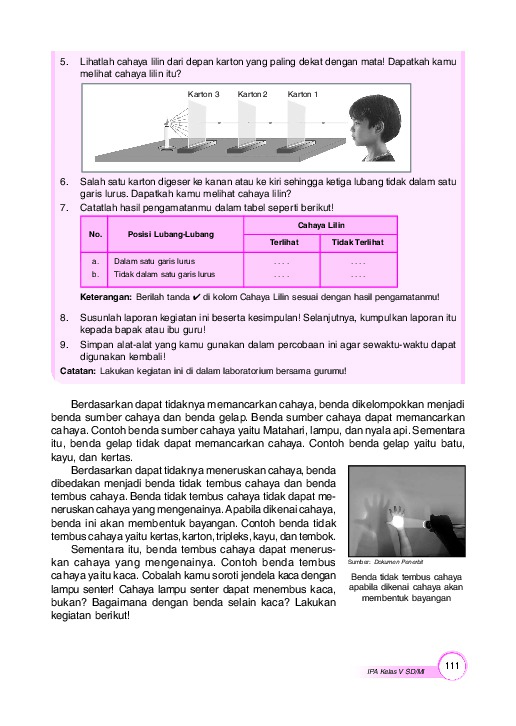 5. Lihatlah cahaya lilin dari depan karton yang paling dekat dengan mata! Dapatkah kamu
melihat cahaya lilin itu?
Karton 3 Karton 2 Karton 1
6. Salah satu karton digeser ke kanan atau ke kiri sehingga ketiga lubang tidak dalam satu
garis lurus. Dapatkah kamu melihat cahaya lilin?
7. Catatlah hasil pengamatanmu dalam tabel seperti berikut!
No. Posisi Lubang-Lubang Cahaya Lilin
Terlihat Tidak Terlihat
a. Dalam satu garis lurus . . . . . . . .
b. Tidak dalam satu garis lurus . . . . . . . .
Keterangan: Berilah tanda ✔ di kolom Cahaya Lilin sesuai dengan hasil pengamatanmu!
8. Susunlah laporan kegiatan ini beserta kesimpulan! Selanjutnya, kumpulkan laporan itu
kepada bapak atau ibu guru!
9. Simpan alat-alat yang kamu gunakan dalam percobaan ini agar sewaktu-waktu dapat
digunakan kembali!
Catatan: Lakukan kegiatan ini di dalam laboratorium bersama gurumu!
Berdasarkan dapat tidaknya memancarkan cahaya, benda dikelompokkan menjadi
benda sumber cahaya dan benda gelap. Benda sumber cahaya dapat memancarkan
cahaya. Contoh benda sumber cahaya yaitu Matahari, lampu, dan nyala api. Sementara
itu, benda gelap tidak dapat memancarkan cahaya. Contoh benda gelap yaitu batu,
kayu, dan kertas.
Berdasarkan dapat tidaknya meneruskan cahaya, benda
dibedakan menjadi benda tidak tembus cahaya dan benda
tembus cahaya. Benda tidak tembus cahaya tidak dapat me-
neruskan cahaya yang mengenainya. Apabila dikenai cahaya,
benda ini akan membentuk bayangan. Contoh benda tidak
tembus cahaya yaitu kertas, karton, tripleks, kayu, dan tembok.
Sementara itu, benda tembus cahaya dapat menerus-
kan cahaya yang mengenainya. Contoh benda tembus
cahaya yaitu kaca. Cobalah kamu soroti jendela kaca dengan
lampu senter! Cahaya lampu senter dapat menembus kaca,
bukan? Bagaimana dengan benda selain kaca? Lakukan
kegiatan berikut!
Sumber: Dokumen Penerbit
Benda tidak tembus cahaya
apabila dikenai cahaya akan
membentuk bayangan
IPA Kelas V SD/MI 111